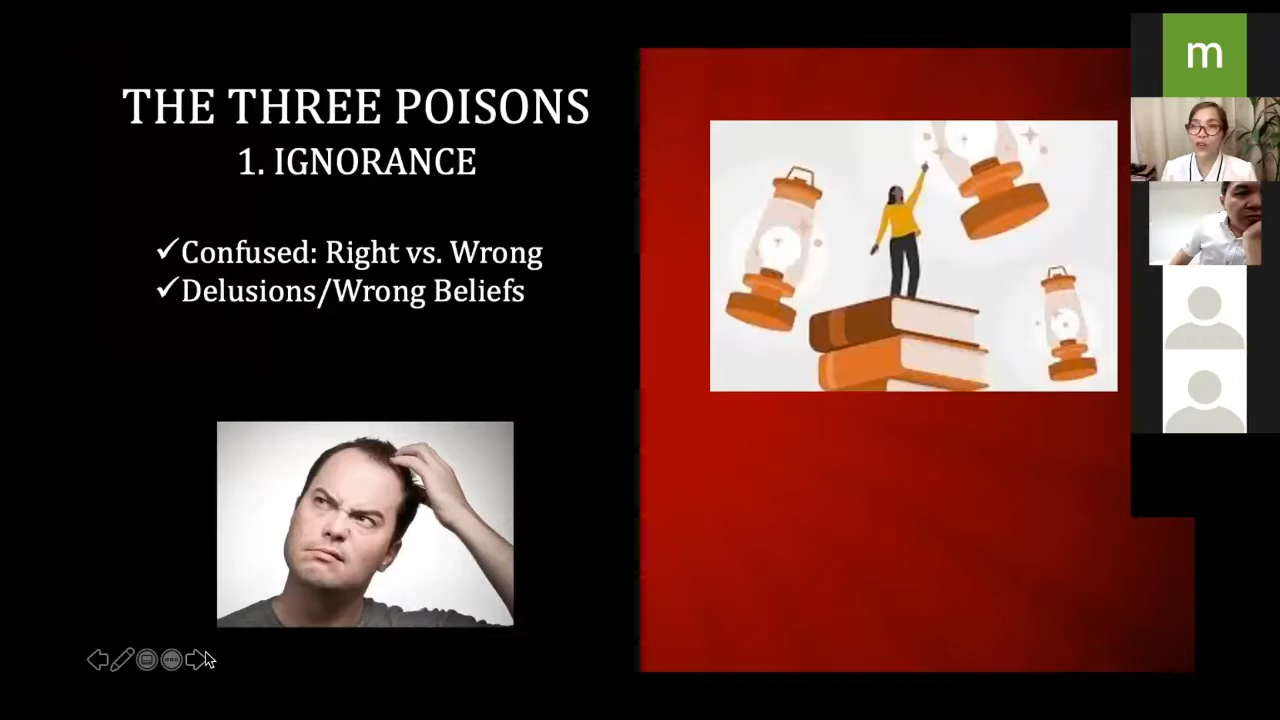 THE THREE POISONS
1. IGNORANCE
✓Confused: Right vs. Wrong
✓Delusions/Wrong Beliefs
m